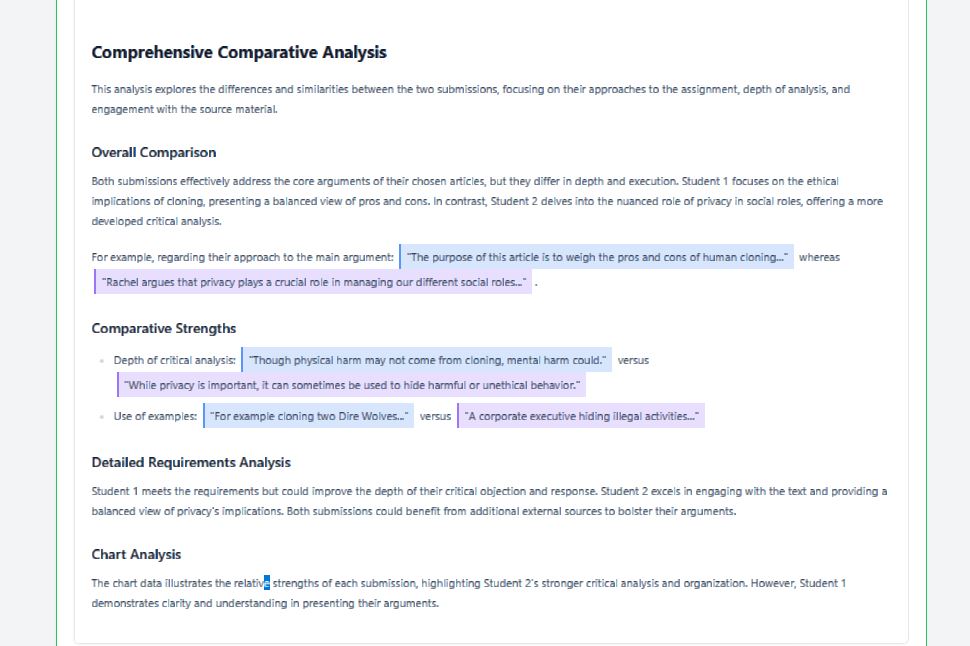 Comprehensive Comparative Analysis
This analysis explores the differences and similarities between the two submissions, focusing on their approaches to the assignment, depth of analysis, and
engagement with the source material.
Overall Comparison
Both submissions effectively address the core arguments of their chosen articles, but they differ in depth and execution. Student 1 focuses on the ethical
implications of cloning, presenting a balanced view of pros and cons. In contrast, Student 2 delves into the nuanced role of privacy in social roles, offering a more
developed critical analysis.
For example, regarding their approach to the main argument: "The purpose of this article is to weigh the pros and cons of human cloning..." whereas
"Rachel argues that privacy plays a crucial role in managing our different social roles..." .
Comparative Strengths
Depth of critical analysis: "Though physical harm may not come from cloning, mental harm could." versus
"While privacy is important, it can sometimes be used to hide harmful or unethical behavior."
Use of examples: "For example cloning two Dire Wolves..." versus "A corporate executive hiding illegal activities..."
Detailed Requirements Analysis
Student 1 meets the requirements but could improve the depth of their critical objection and response. Student 2 excels in engaging with the text and providing a
balanced view of privacy's implications. Both submissions could benefit from additional external sources to bolster their arguments.
Chart Analysis
The chart data illustrates the relative strengths of each submission, highlighting Student 2's stronger critical analysis and organization. However, Student 1
demonstrates clarity and understanding in presenting their arguments.